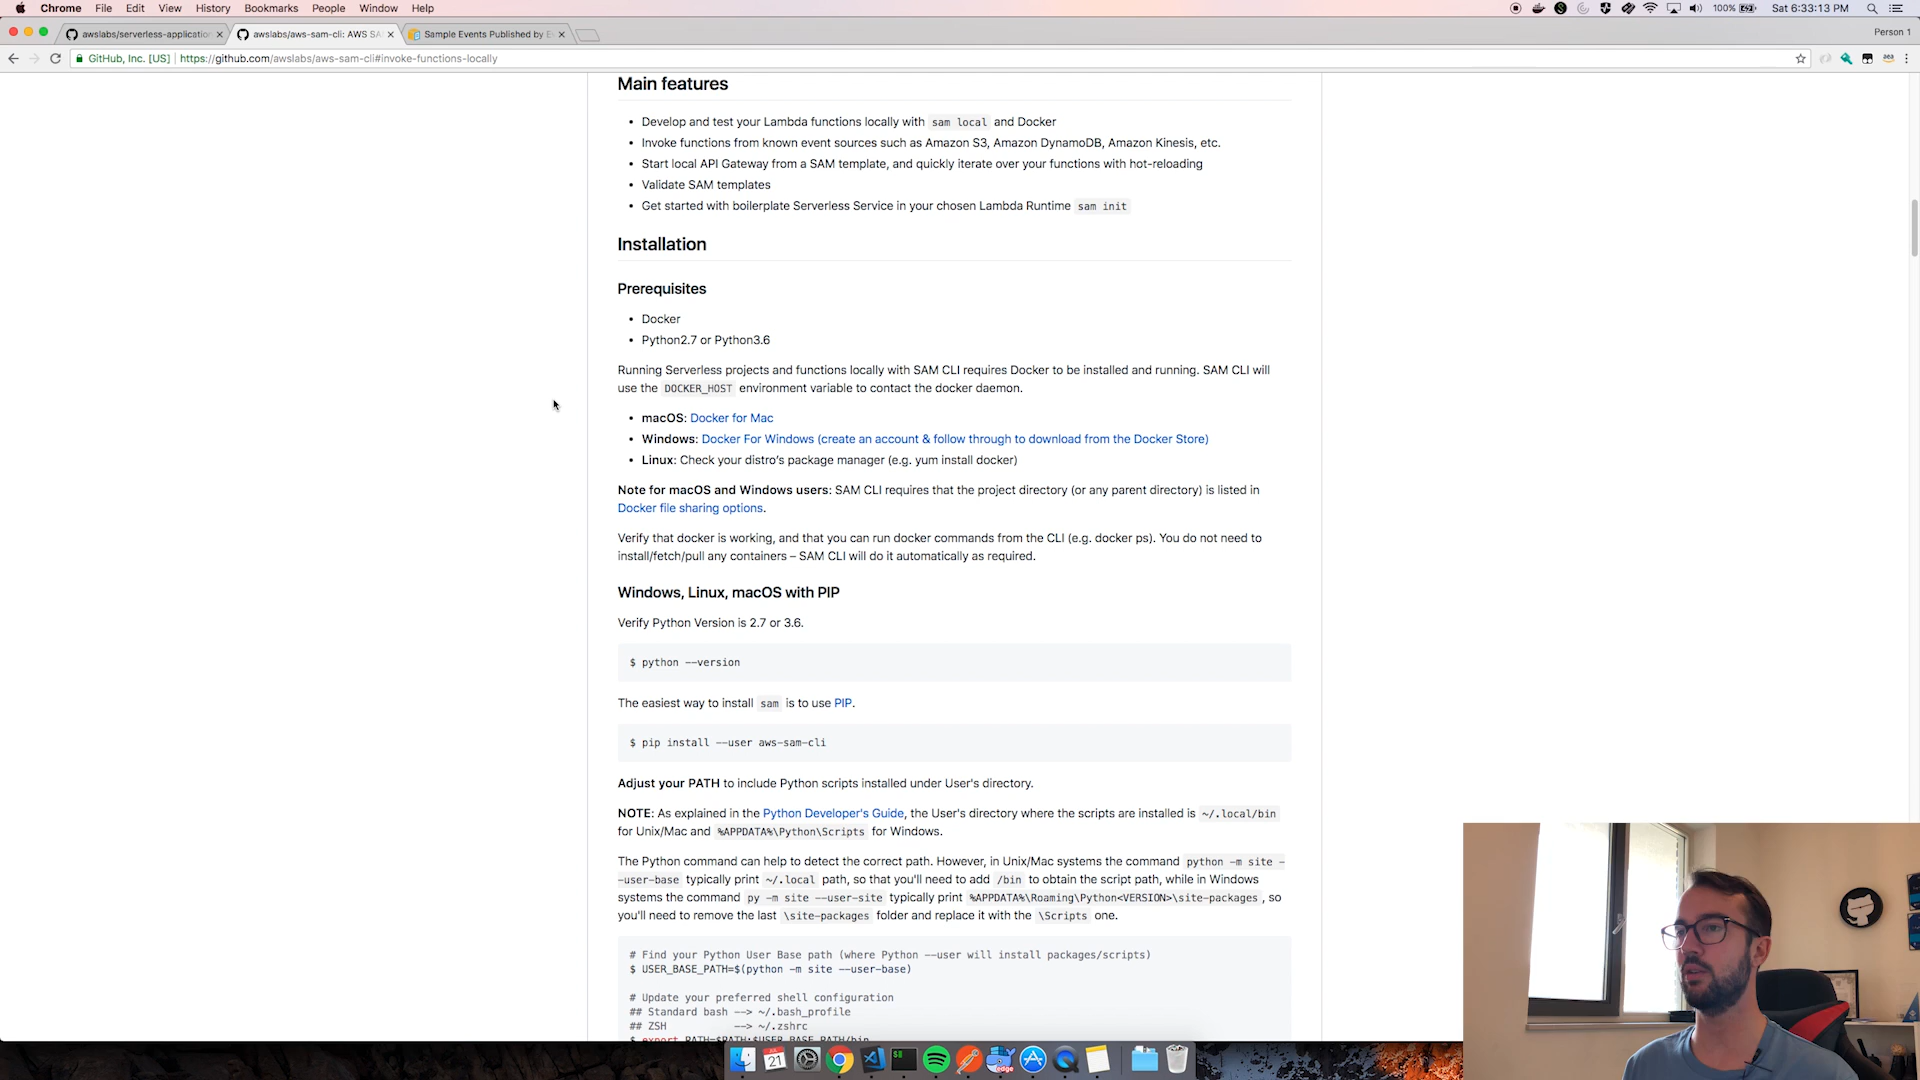 Chrome File Edit View History Bookmarks People Window Help
100% Sat 6:33:13 PM
awslabs/serverless-application
awslabs/aws-sam-cli: AWS SA
Sample Events Published by E
Person 1
GitHub, Inc. [US] https://github.com/awslabs/aws-sam-cli#invoke-functions-locally
Main features
• Develop and test your Lambda functions locally with sam local and Docker
• Invoke functions from known event sources such as Amazon S3, Amazon DynamoDB, Amazon Kinesis, etc.
• Start local API Gateway from a SAM template, and quickly iterate over your functions with hot-reloading
• Validate SAM templates
• Get started with boilerplate Serverless Service in your chosen Lambda Runtime sam init
Installation
Prerequisites
• Docker
• Python2.7 or Python3.6
Running Serverless projects and functions locally with SAM CLI requires Docker to be installed and running. SAM CLI will
use the DOCKER_HOST environment variable to contact the docker daemon.
• macOS: Docker for Mac
• Windows: Docker For Windows (create an account & follow through to download from the Docker Store)
• Linux: Check your distro's package manager (e.g. yum install docker)
Note for macOS and Windows users: SAM CLI requires that the project directory (or any parent directory) is listed in
Docker file sharing options.
Verify that docker is working, and that you can run docker commands from the CLI (e.g. docker ps). You do not need to
install/fetch/pull any containers – SAM CLI will do it automatically as required.
Windows, Linux, macOS with PIP
Verify Python Version is 2.7 or 3.6.
$ python --version
The easiest way to install sam is to use PIP.
$ pip install --user aws-sam-cli
Adjust your PATH to include Python scripts installed under User's directory.
NOTE: As explained in the Python Developer's Guide, the User's directory where the scripts are installed is ~/.local/bin
for Unix/Mac and %APPDATA%\Python\Scripts for Windows.
The Python command can help to detect the correct path. However, in Unix/Mac systems the command python -m site -
-user-base typically print ~/.local path, so that you'll need to add /bin to obtain the script path, while in Windows
systems the command py -m site --user-site typically print %APPDATA%\Roaming\Python<VERSION>\site-packages , so
you'll need to remove the last \site-packages folder and replace it with the \Scripts one.
# Find your Python User Base path (where Python --user will install packages/scripts)
$ USER_BASE_PATH=$(python -m site --user-base)
# Update your preferred shell configuration
## Standard bash --> ~/.bash_profile
## ZSH --> ~/.zshrc
$ export PATH=$PATH:$USER_BASE_PATH/bin
21
edge